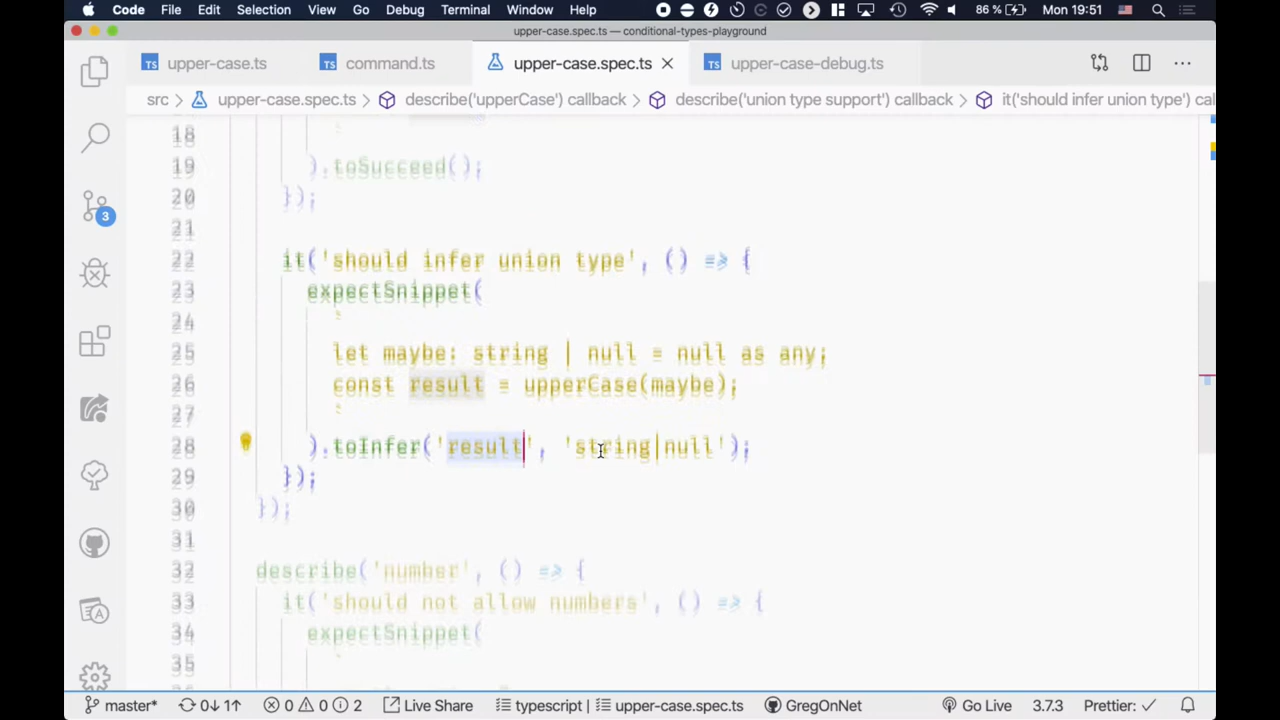 Code File Edit Selection View Go Debug Terminal Window Help 86 % Mon 19:51
upper-case.spec.ts — conditional-types-playground
TS upper-case.ts TS command.ts upper-case.spec.ts TS upper-case-debug.ts
src > upper-case.spec.ts > describe('upperCase') callback > describe('union type support') callback > it('should infer union type') cal
18 `
19 ).toSucceed();
20 });
21
22 it('should infer union type', () => {
23 expectSnippet(
24 `
25 let maybe: string | null = null as any;
26 const result = upperCase(maybe);
27 `
28 ).toInfer('result', 'string|null');
29 });
30 });
31
32 describe('number', () => {
33 it('should not allow numbers', () => {
34 expectSnippet(
35 `
3
master* 0↓ 1↑ 0 0 2 Live Share typescript | upper-case.spec.ts GregOnNet Go Live 3.7.3 Prettier: ✓